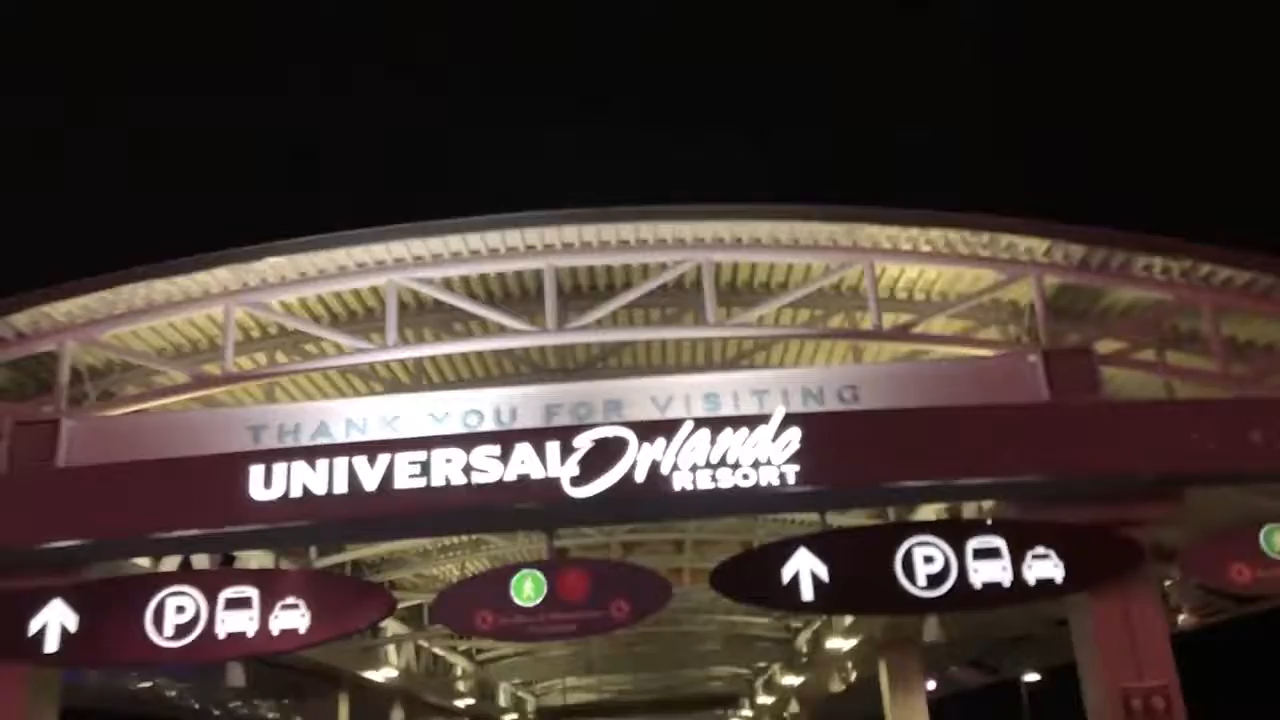 THANK YOU FOR VISITING
UNIVERSAL Orlando
RESORT
P
P